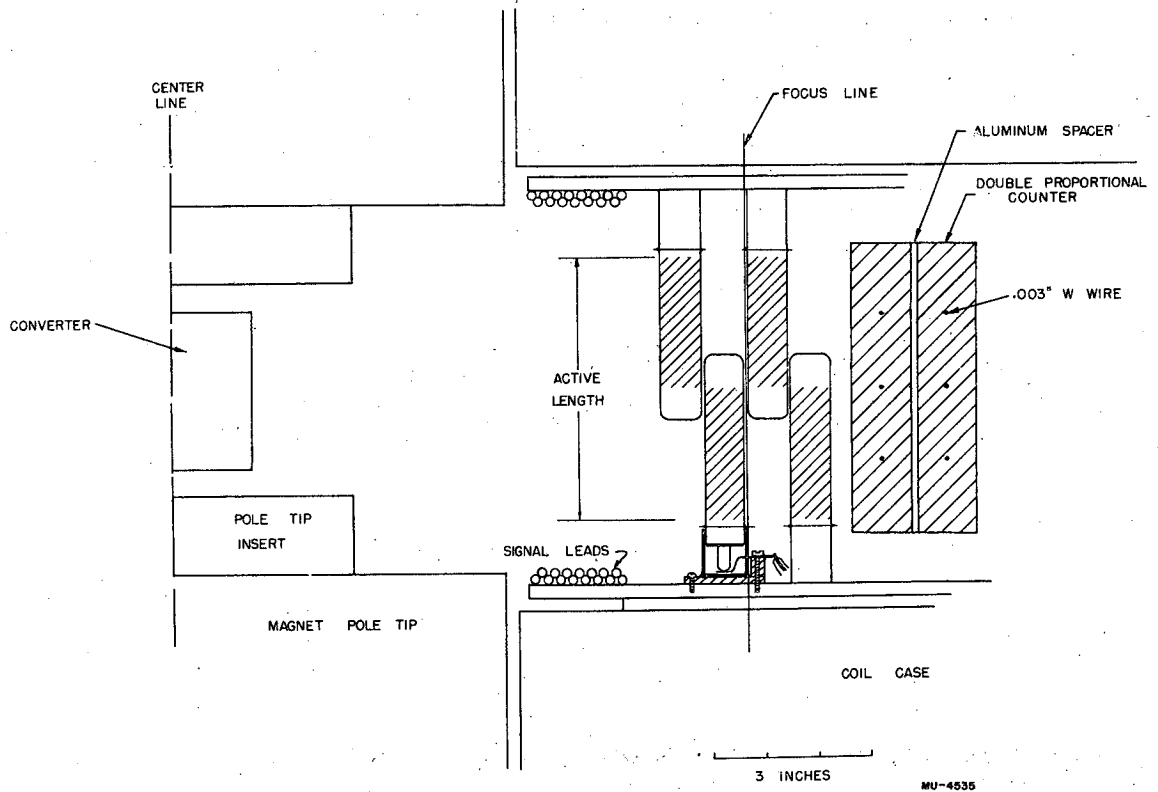 CENTER
LINE
FOCUS LINE
ALUMINUM SPACER
DOUBLE PROPORTIONAL
COUNTER
.003" W WIRE
CONVERTER
ACTIVE
LENGTH
POLE TIP
INSERT
SIGNAL LEADS
MAGNET POLE TIP
COIL CASE
3 INCHES
MU-4535